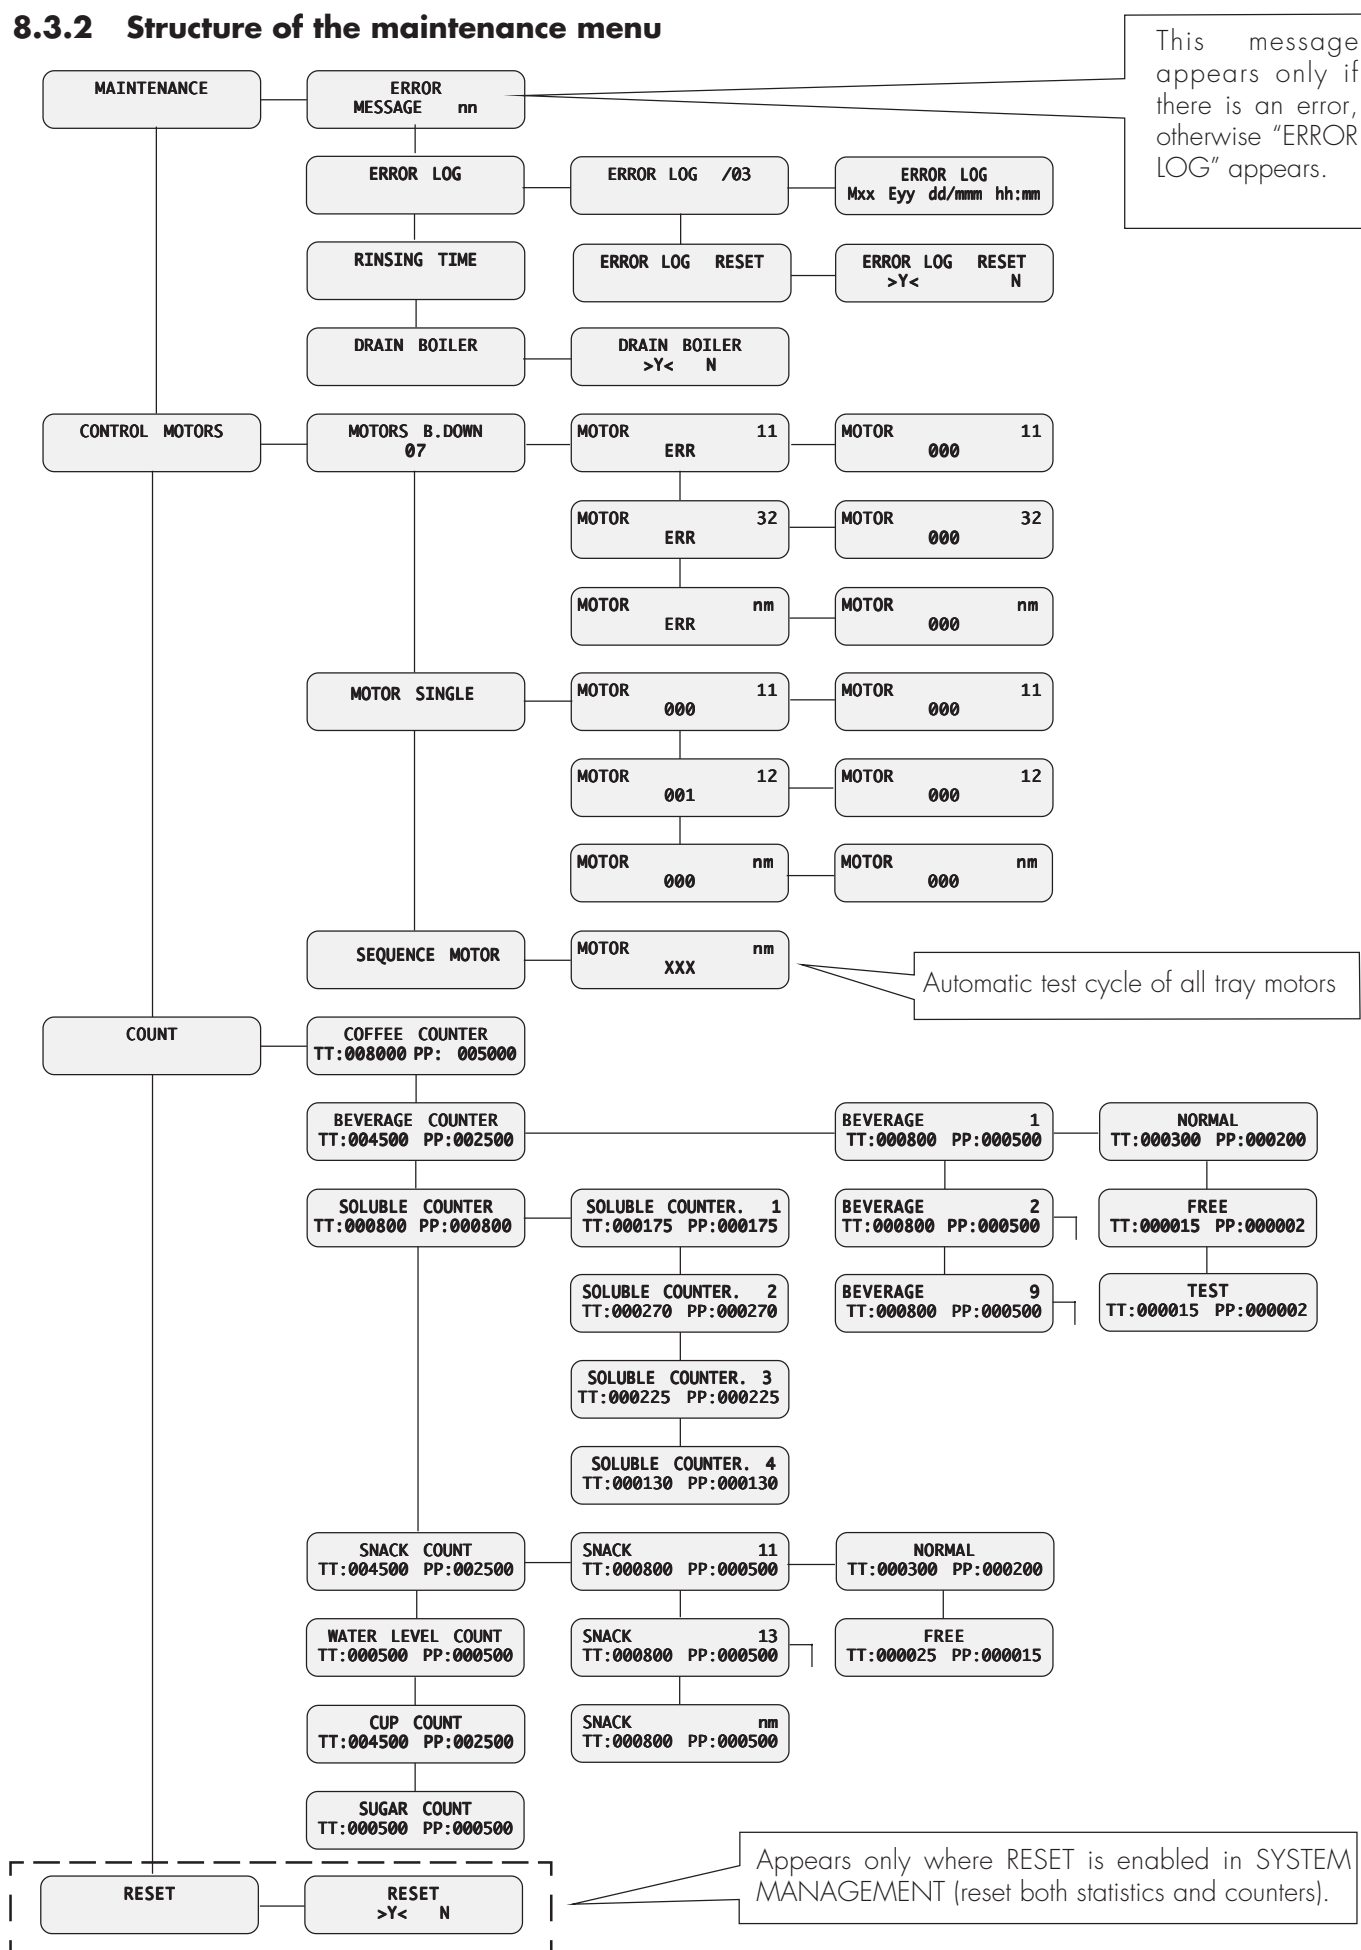 8.3.2 Structure of the maintenance menu
This message
appears only if
there is an error,
otherwise “ERROR
LOG” appears.
MAINTENANCE
ERROR
MESSAGE nn
ERROR LOG
ERROR LOG /03
ERROR LOG
Mxx Eyy dd/mmm hh:mm
RINSING TIME
ERROR LOG RESET
ERROR LOG RESET
>Y< N
DRAIN BOILER
DRAIN BOILER
>Y< N
CONTROL MOTORS
MOTORS B.DOWN
07
MOTOR 11
ERR
MOTOR 11
000
MOTOR 32
ERR
MOTOR 32
000
MOTOR nm
ERR
MOTOR nm
000
MOTOR SINGLE
MOTOR 11
000
MOTOR 11
000
MOTOR 12
001
MOTOR 12
000
MOTOR nm
000
MOTOR nm
000
SEQUENCE MOTOR
MOTOR nm
XXX
Automatic test cycle of all tray motors
COUNT
COFFEE COUNTER
TT:008000 PP: 005000
BEVERAGE COUNTER
TT:004500 PP:002500
BEVERAGE 1
TT:000800 PP:000500
NORMAL
TT:000300 PP:000200
SOLUBLE COUNTER
TT:000800 PP:000800
SOLUBLE COUNTER. 1
TT:000175 PP:000175
BEVERAGE 2
TT:000800 PP:000500
FREE
TT:000015 PP:000002
SOLUBLE COUNTER. 2
TT:000270 PP:000270
BEVERAGE 9
TT:000800 PP:000500
TEST
TT:000015 PP:000002
SOLUBLE COUNTER. 3
TT:000225 PP:000225
SOLUBLE COUNTER. 4
TT:000130 PP:000130
SNACK COUNT
TT:004500 PP:002500
SNACK 11
TT:000800 PP:000500
NORMAL
TT:000300 PP:000200
WATER LEVEL COUNT
TT:000500 PP:000500
SNACK 13
TT:000800 PP:000500
FREE
TT:000025 PP:000015
CUP COUNT
TT:004500 PP:002500
SNACK nm
TT:000800 PP:000500
SUGAR COUNT
TT:000500 PP:000500
RESET
RESET
>Y< N
Appears only where RESET is enabled in SYSTEM
MANAGEMENT (reset both statistics and counters).